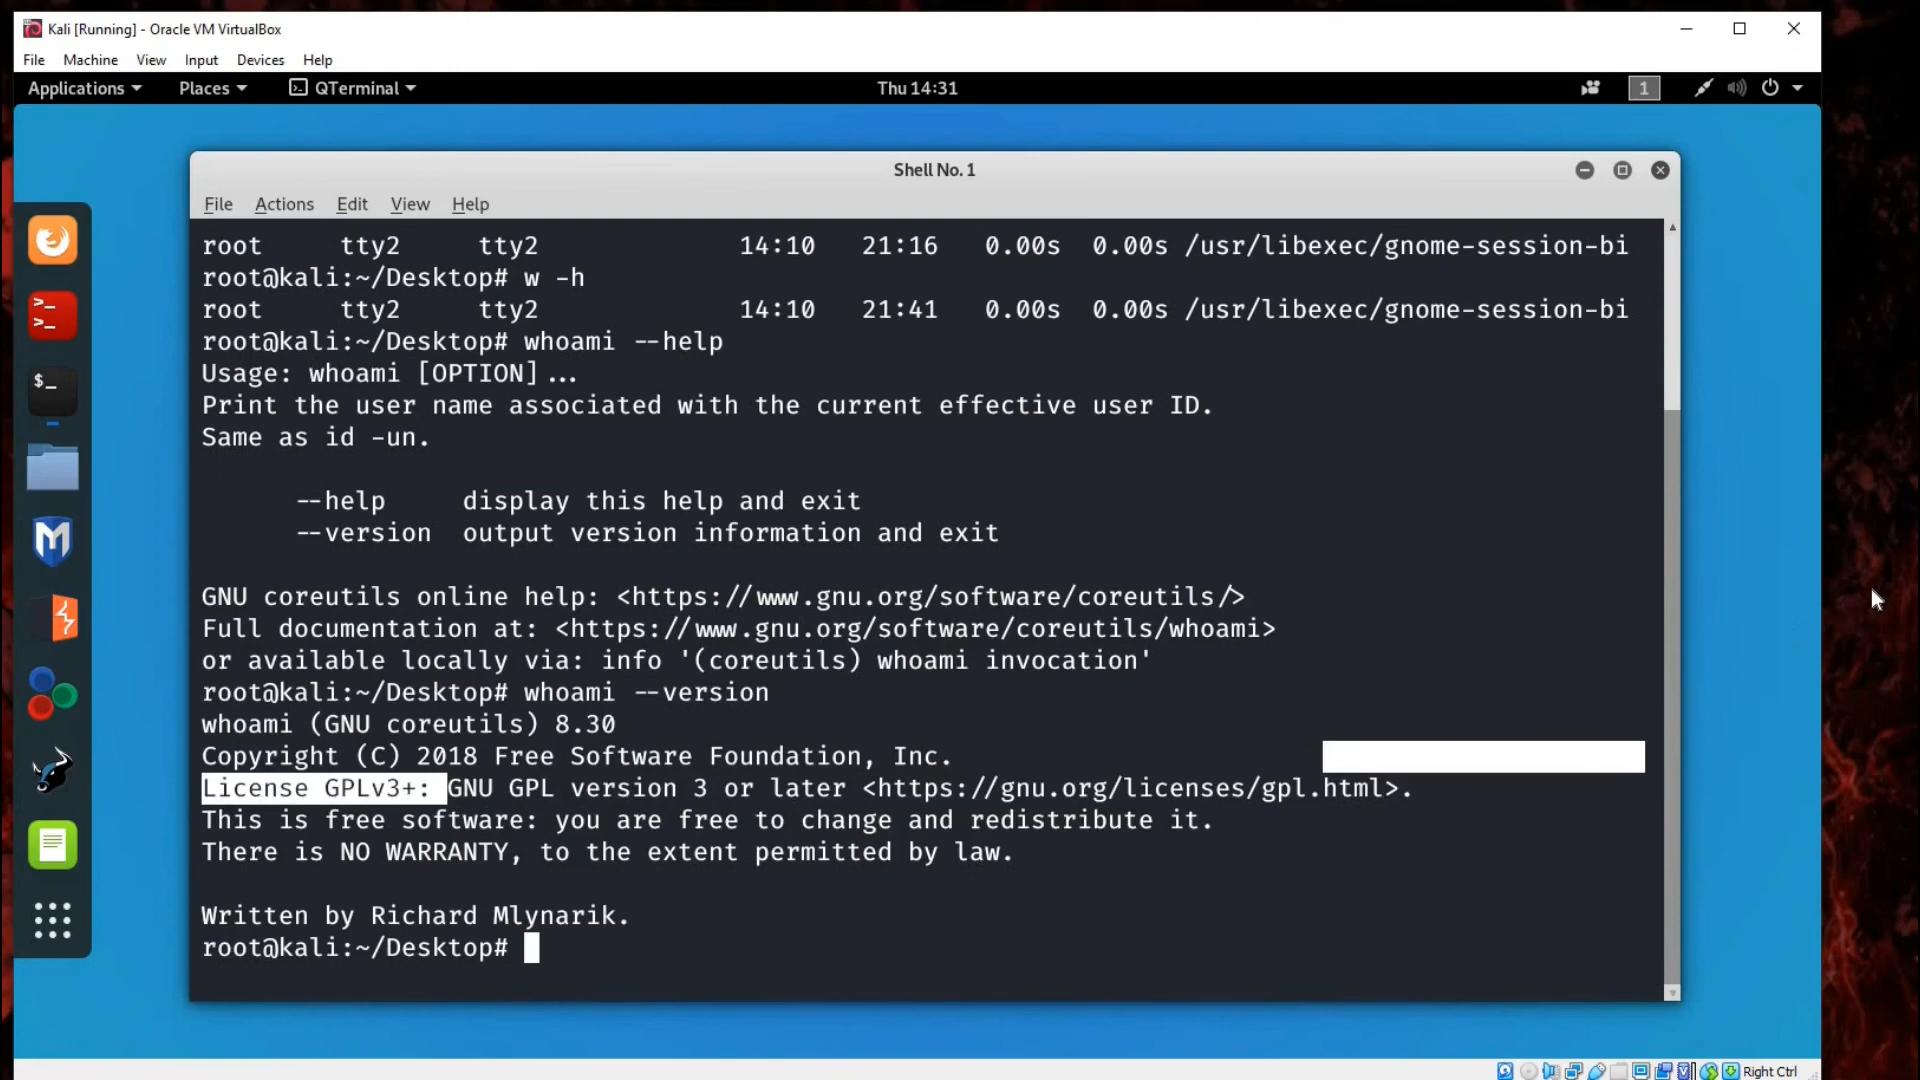 Kali [Running] - Oracle VM VirtualBox
File Machine View Input Devices Help
Applications Places QTerminal Thu 14:31 1
Shell No. 1
File Actions Edit View Help
root tty2 tty2 14:10 21:16 0.00s 0.00s /usr/libexec/gnome-session-bi
root@kali:~/Desktop# w -h
root tty2 tty2 14:10 21:41 0.00s 0.00s /usr/libexec/gnome-session-bi
root@kali:~/Desktop# whoami --help
Usage: whoami [OPTION]...
Print the user name associated with the current effective user ID.
Same as id -un.
--help display this help and exit
--version output version information and exit
GNU coreutils online help: <https://www.gnu.org/software/coreutils/>
Full documentation at: <https://www.gnu.org/software/coreutils/whoami>
or available locally via: info '(coreutils) whoami invocation'
root@kali:~/Desktop# whoami --version
whoami (GNU coreutils) 8.30
Copyright (C) 2018 Free Software Foundation, Inc.
License GPLv3+: GNU GPL version 3 or later <https://gnu.org/licenses/gpl.html>.
This is free software: you are free to change and redistribute it.
There is NO WARRANTY, to the extent permitted by law.
Written by Richard Mlynarik.
root@kali:~/Desktop#
Right Ctrl